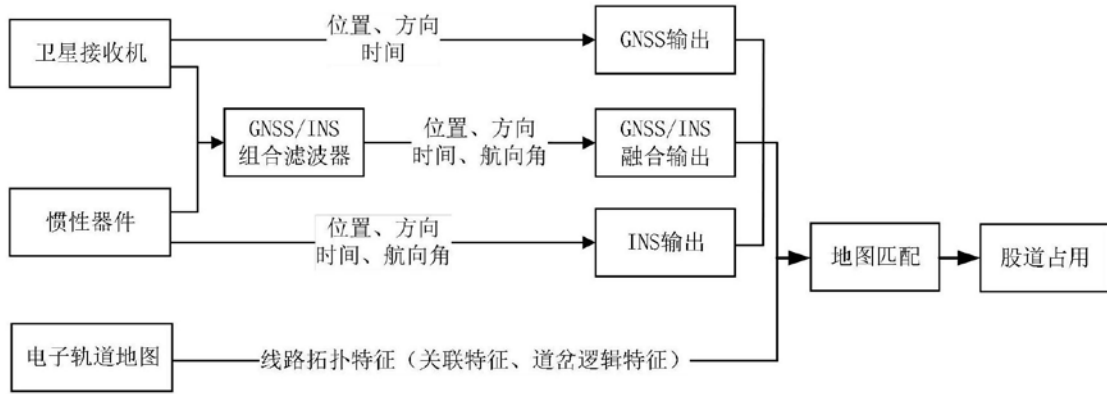 卫星接收机
位置、方向
时间
GNSS输出
GNSS/INS
组合滤波器
位置、方向
时间、航向角
GNSS/INS
融合输出
惯性器件
位置、方向
时间、航向角
INS输出
地图匹配
股道占用
电子轨道地图
线路拓扑特征（关联特征、道岔逻辑特征）